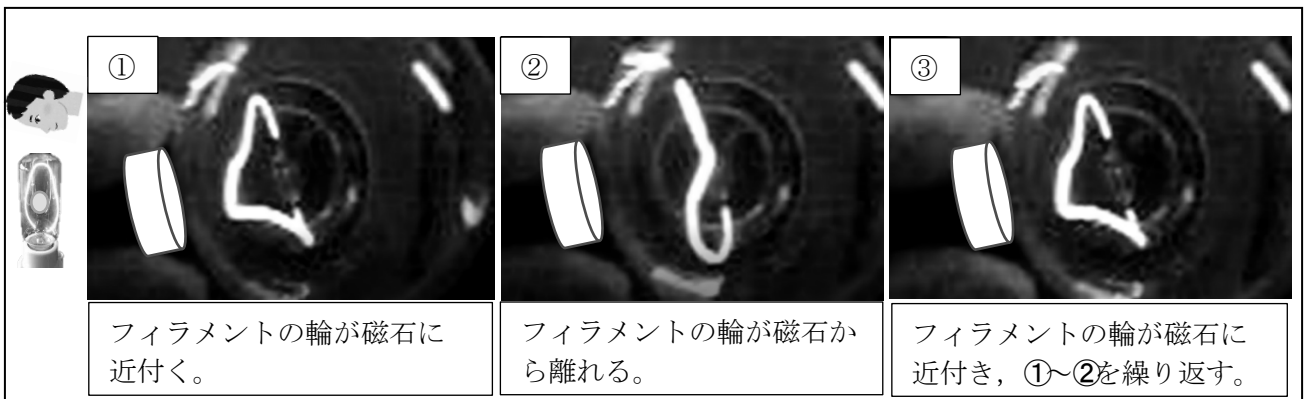 ①
②
③
フィラメントの輪が磁石に
近付く。
フィラメントの輪が磁石か
ら離れる。
フィラメントの輪が磁石に
近付き，①～②を繰り返す。